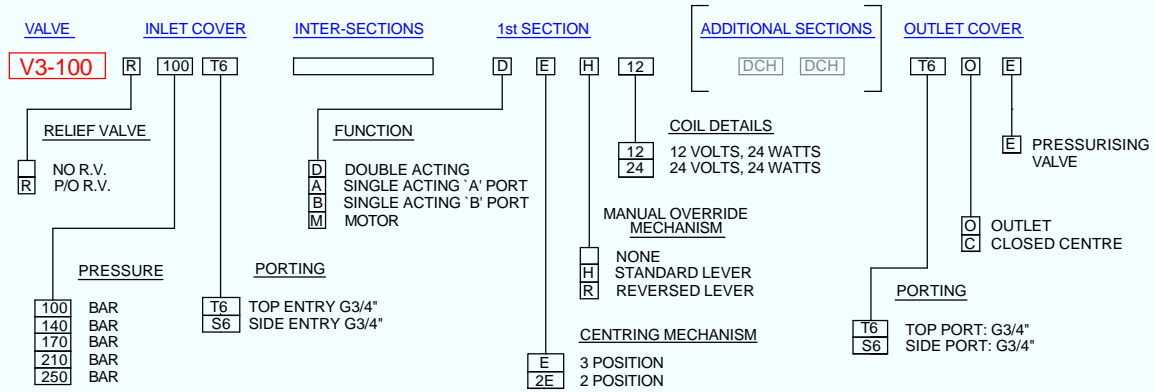 VALVE INLET COVER INTER-SECTIONS 1st SECTION ADDITIONAL SECTIONS OUTLET COVER
V3-100 R 100 T6 D E H 12 DCH DCH T6 O E
RELIEF VALVE
NO R.V.
R P/O R.V.
PRESSURE
100 BAR
140 BAR
170 BAR
210 BAR
250 BAR
PORTING
T6 TOP ENTRY G3/4"
S6 SIDE ENTRY G3/4"
FUNCTION
D DOUBLE ACTING
A SINGLE ACTING `A' PORT
B SINGLE ACTING `B' PORT
M MOTOR
CENTRING MECHANISM
E 3 POSITION
2E 2 POSITION
MANUAL OVERRIDE
MECHANISM
NONE
H STANDARD LEVER
R REVERSED LEVER
COIL DETAILS
12 12 VOLTS, 24 WATTS
24 24 VOLTS, 24 WATTS
PORTING
T6 TOP PORT: G3/4"
S6 SIDE PORT: G3/4"
O OUTLET
C CLOSED CENTRE
E PRESSURISING
VALVE